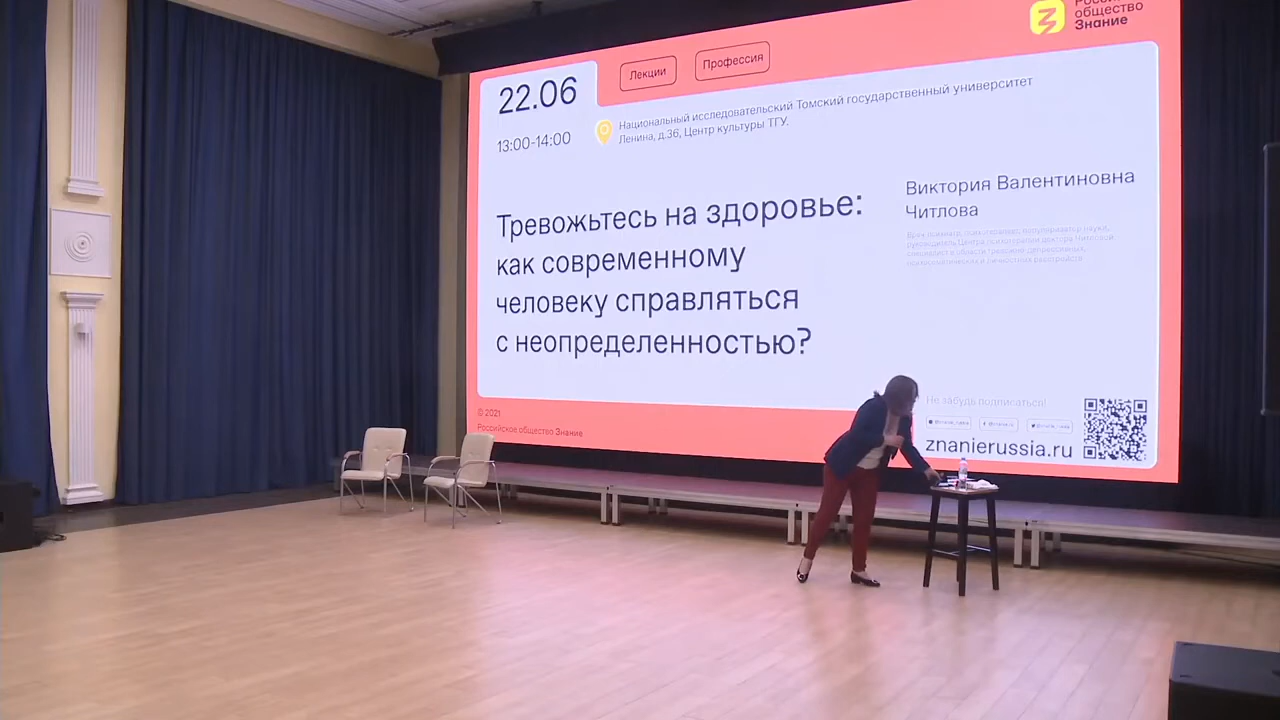 Российское
общество
Знание
Лекции
Профессия
22.06
13:00-14:00
Национальный исследовательский Томский государственный университет
Ленина, д.36, Центр культуры ТГУ.
Виктория Валентиновна
Читлова
Тревожьтесь на здоровье:
как современному
человеку справляться
с неопределенностью?
Не забудь подписаться!
znanierussia.ru
© 2021
Российское общество Знание